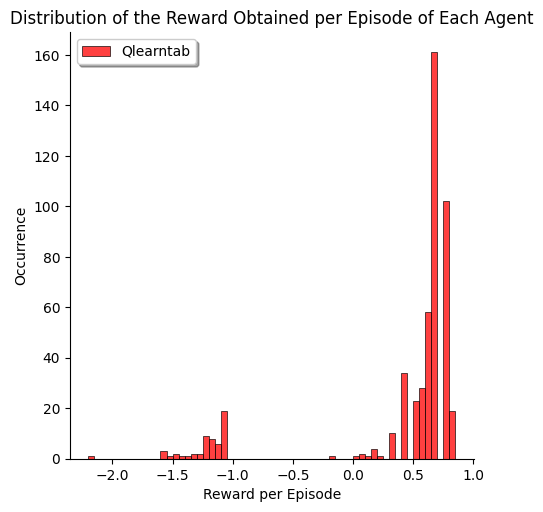 Distribution of the Reward Obtained per Episode of Each Agent
Qlearntab
160
140
120
100
80
60
40
20
0
Occurrence
−2.0 −1.5 −1.0 −0.5 0.0 0.5 1.0
Reward per Episode